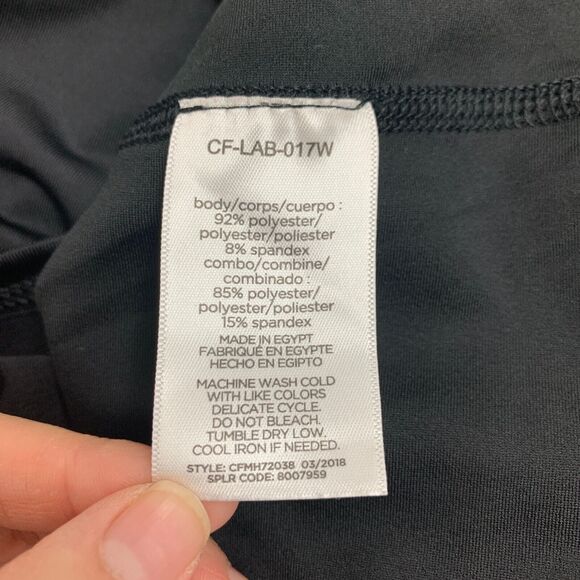 CF-LAB-017W
body/corps/cuerpo :
92% polyester/
polyester/poliester
8% spandex
combo/combine/
combinado :
85% polyester/
polyester/poliester
15% spandex
MADE IN EGYPT
FABRIQUÉ EN EGYPTE
HECHO EN EGIPTO
MACHINE WASH COLD
WITH LIKE COLORS
DELICATE CYCLE.
DO NOT BLEACH.
TUMBLE DRY LOW.
COOL IRON IF NEEDED.
STYLE: CFMH72038 03/2018
SPLR CODE: 8007959